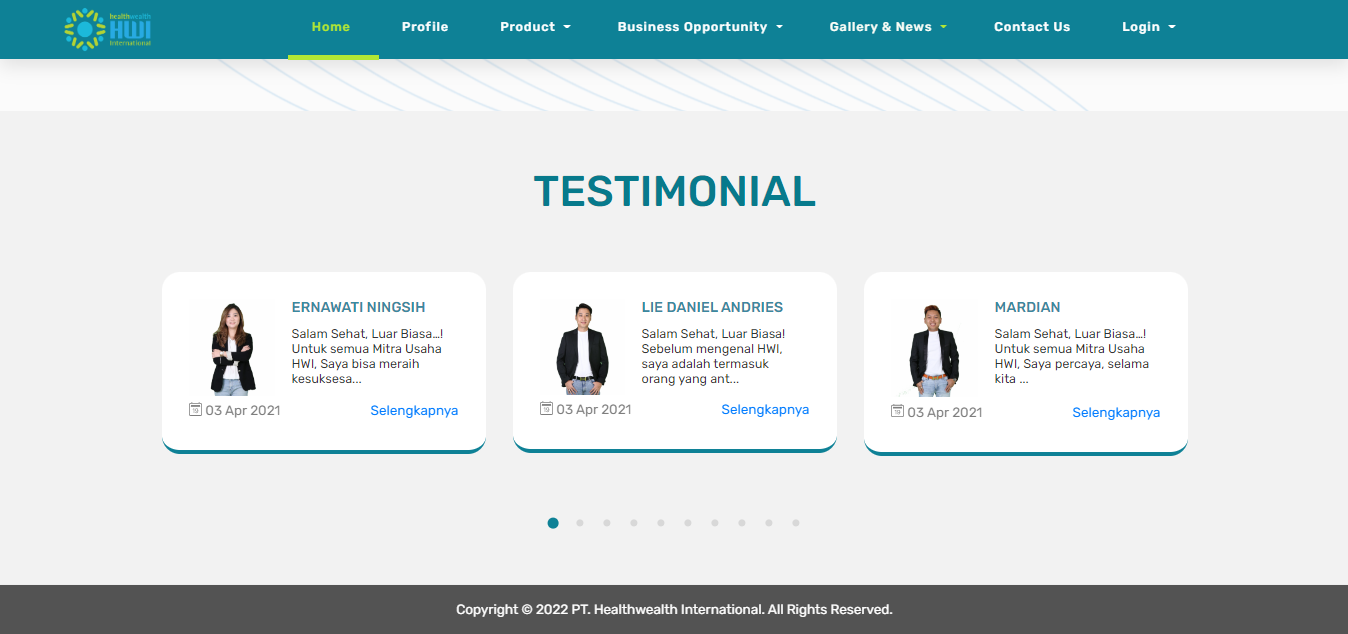 healthwealth
HWI
International
Home Profile Product Business Opportunity Gallery & News Contact Us Login
TESTIMONIAL
ERNAWATI NINGSIH
Salam Sehat, Luar Biasa...!
Untuk semua Mitra Usaha
HWI, Saya bisa meraih
kesuksesa...
03 Apr 2021 Selengkapnya
LIE DANIEL ANDRIES
Salam Sehat, Luar Biasa!
Sebelum mengenal HWI,
saya adalah termasuk
orang yang ant...
03 Apr 2021 Selengkapnya
MARDIAN
Salam Sehat, Luar Biasa...!
Untuk semua Mitra Usaha
HWI, Saya percaya, selama
kita ...
03 Apr 2021 Selengkapnya
Copyright © 2022 PT. Healthwealth International. All Rights Reserved.